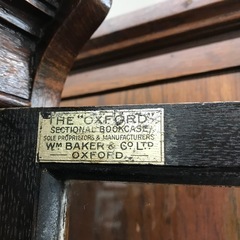 THE "OXFORD"
SECTIONAL BOOKCASE,
SOLE PROPRIETORS & MANUFACTURERS
WM BAKER & CO LTD
OXFORD.